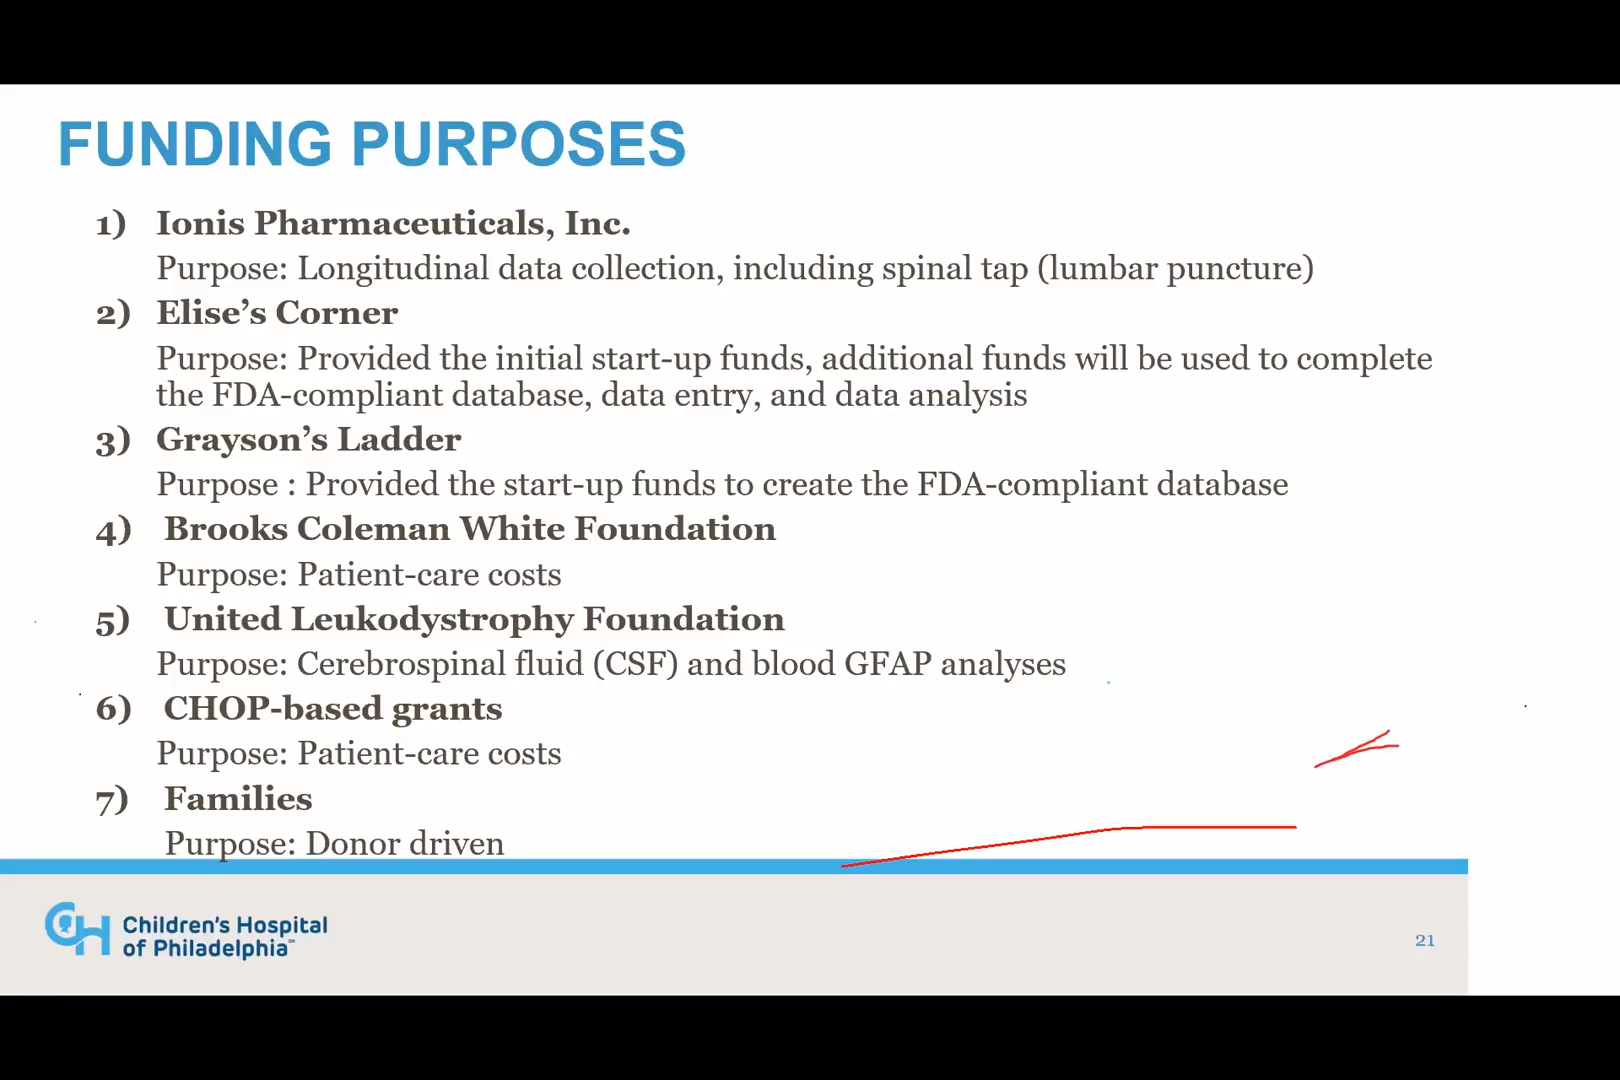 FUNDING PURPOSES
1) Ionis Pharmaceuticals, Inc.
Purpose: Longitudinal data collection, including spinal tap (lumbar puncture)
2) Elise’s Corner
Purpose: Provided the initial start-up funds, additional funds will be used to complete
the FDA-compliant database, data entry, and data analysis
3) Grayson’s Ladder
Purpose : Provided the start-up funds to create the FDA-compliant database
4) Brooks Coleman White Foundation
Purpose: Patient-care costs
5) United Leukodystrophy Foundation
Purpose: Cerebrospinal fluid (CSF) and blood GFAP analyses
6) CHOP-based grants
Purpose: Patient-care costs
7) Families
Purpose: Donor driven
CH Children’s Hospital
of Philadelphia℠
21